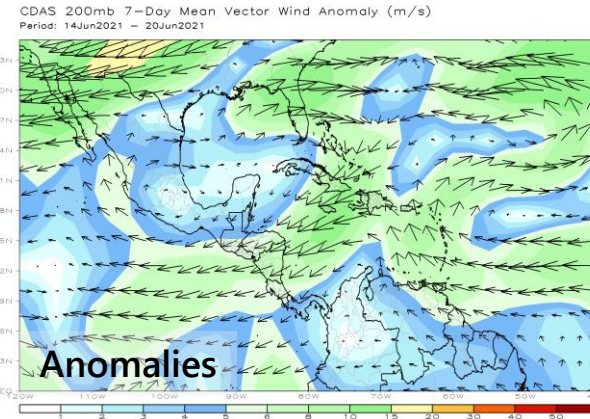 CDAS 200mb 7-Day Mean Vector Wind Anomaly (m/s)
Period: 14Jun2021 - 20Jun2021
Anomalies
110W 100W 90W 80W 70W 60W 50W
1 2 3 4 5 6 8 10 15 20 30 40 50